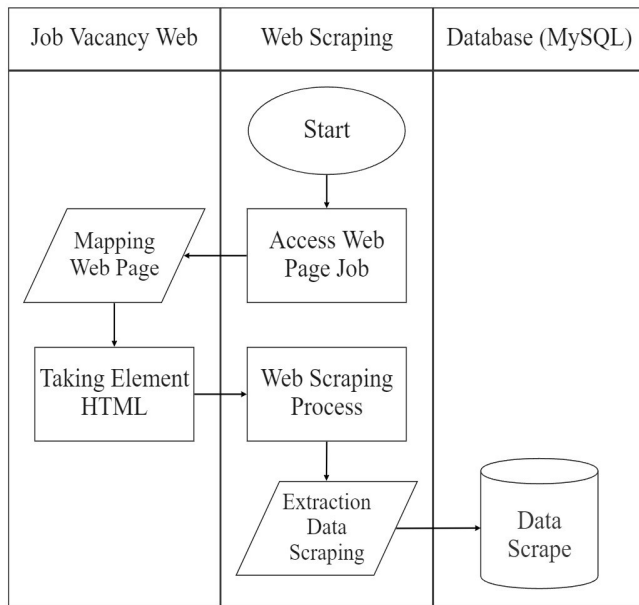 Job Vacancy Web
Web Scraping
Database (MySQL)
Start
Access Web
Page Job
Mapping
Web Page
Taking Element
HTML
Web Scraping
Process
Extraction
Data
Scraping
Data
Scrape